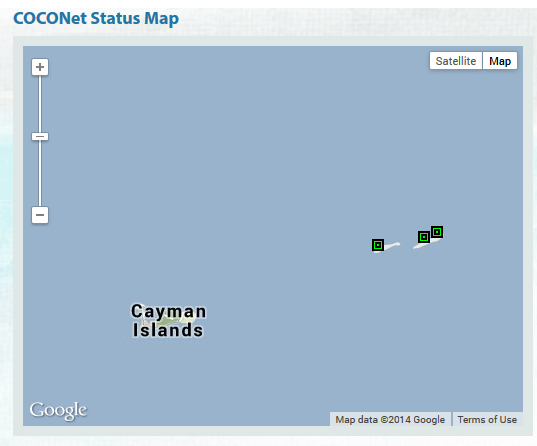 COCONet Status Map
Satellite
Map
Cayman
Islands
Google
Map data ©2014 Google
Terms of Use